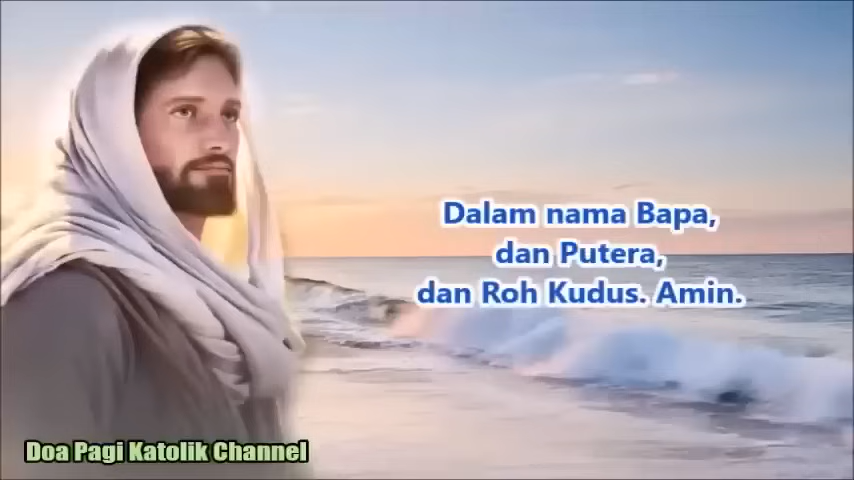 Dalam nama Bapa,
dan Putera,
dan Roh Kudus. Amin.
Doa Pagi Katolik Channel